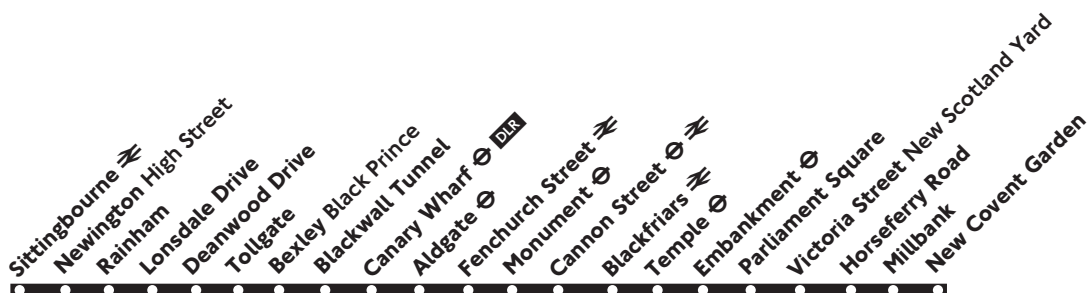 Sittingbourne
Newington High Street
Rainham
Lonsdale Drive
Deanwood Drive
Tollgate
Bexley Black Prince
Blackwall Tunnel
Canary Wharf DLR
Aldgate
Fenchurch Street
Monument
Cannon Street
Blackfriars
Temple
Embankment
Parliament Square
Victoria Street New Scotland Yard
Horseferry Road
Millbank
New Covent Garden